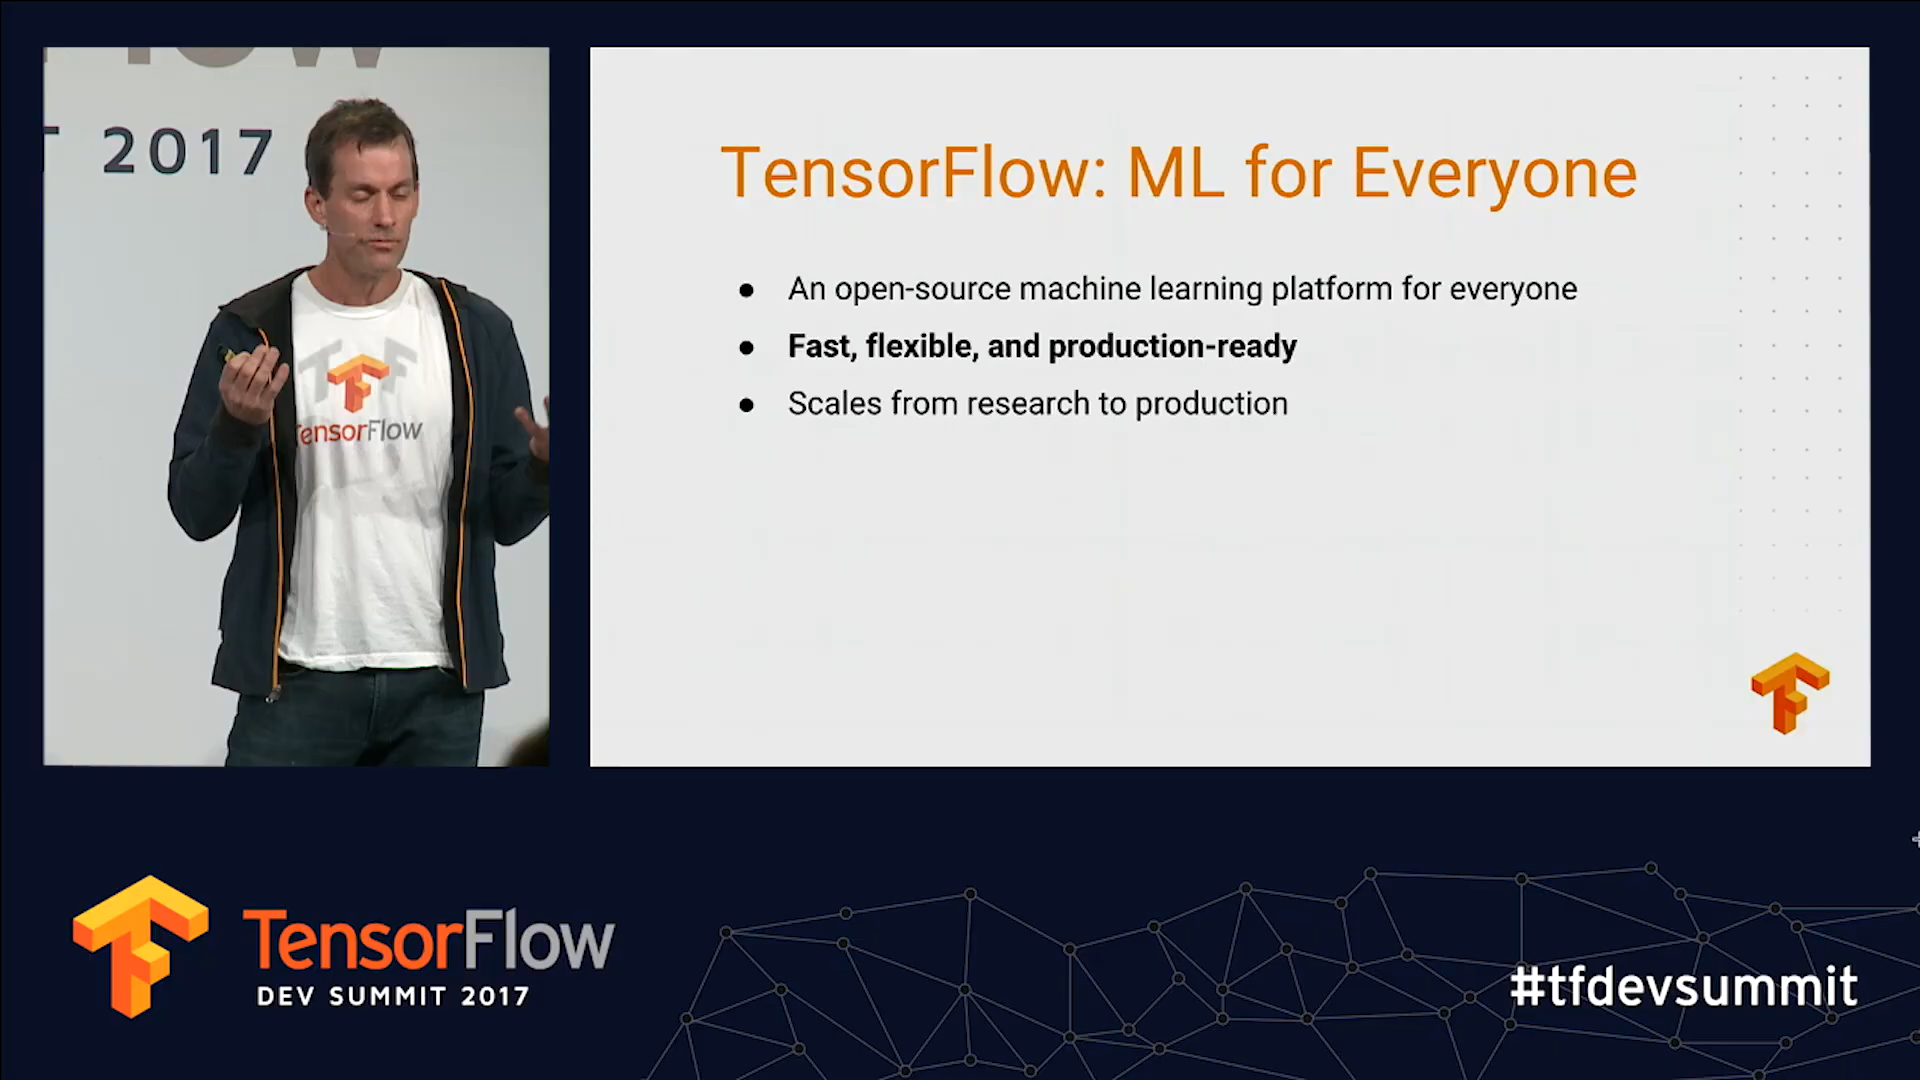 2017
TensorFlow
TensorFlow: ML for Everyone
● An open-source machine learning platform for everyone
● Fast, flexible, and production-ready
● Scales from research to production
TensorFlow
DEV SUMMIT 2017
#tfdevsummit